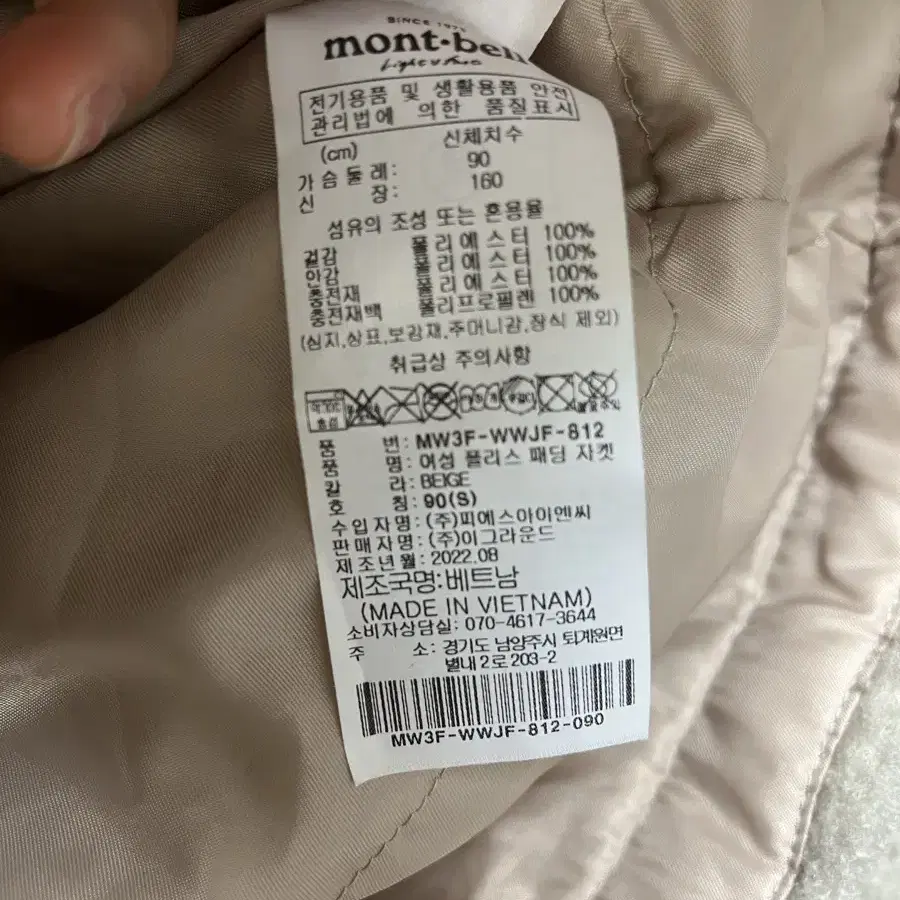 SINCE 1975
mont·bell
Light & Fast
전기용품 및 생활용품 안전
관리법에 의한 품질표시
(cm) 신체치수
가슴둘레: 90
신 장: 160
섬유의 조성 또는 혼용율
겉감 폴리에스터 100%
안감 폴리에스터 100%
충전재 폴리에스터 100%
충전재백 폴리프로필렌 100%
(심지,상표,보강재,주머니감,장식 제외)
취급상 주의사항
품 번: MW3F-WWJF-812
품 명: 여성 플리스 패딩 자켓
칼 라: BEIGE
호 칭: 90(S)
수입자명: (주)피에스아이엔씨
판매자명: (주)이그라운드
제조년월: 2022.08
제조국명:베트남
(MADE IN VIETNAM)
소비자상담실: 070-4617-3644
주 소: 경기도 남양주시 퇴계원면
별내2로 203-2
MW3F-WWJF-812-090